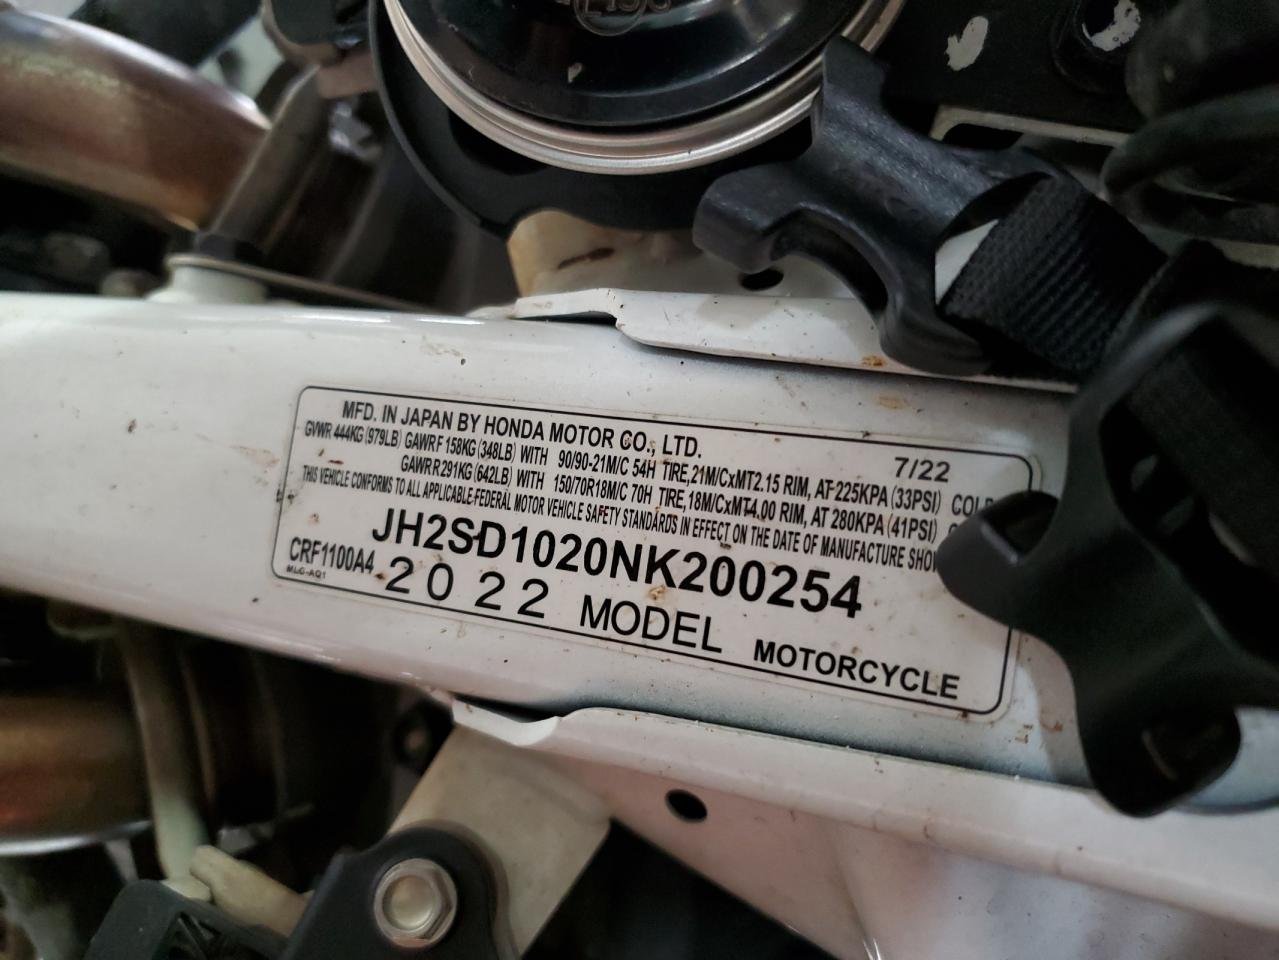 MFD. IN JAPAN BY HONDA MOTOR CO., LTD. 7/22
GVWR 444KG (979LB) GAWR F 158KG (348LB) WITH 90/90-21M/C 54H TIRE, 21M/CxMT2.15 RIM, AT 225KPA (33PSI) COLD
GAWR R 291KG (642LB) WITH 150/70R18M/C 70H TIRE, 18M/CxMT4.00 RIM, AT 280KPA (41PSI)
THIS VEHICLE CONFORMS TO ALL APPLICABLE FEDERAL MOTOR VEHICLE SAFETY STANDARDS IN EFFECT ON THE DATE OF MANUFACTURE
JH2SD1020NK200254
CRF1100A4
MLC-AQ1
2022 MODEL MOTORCYCLE